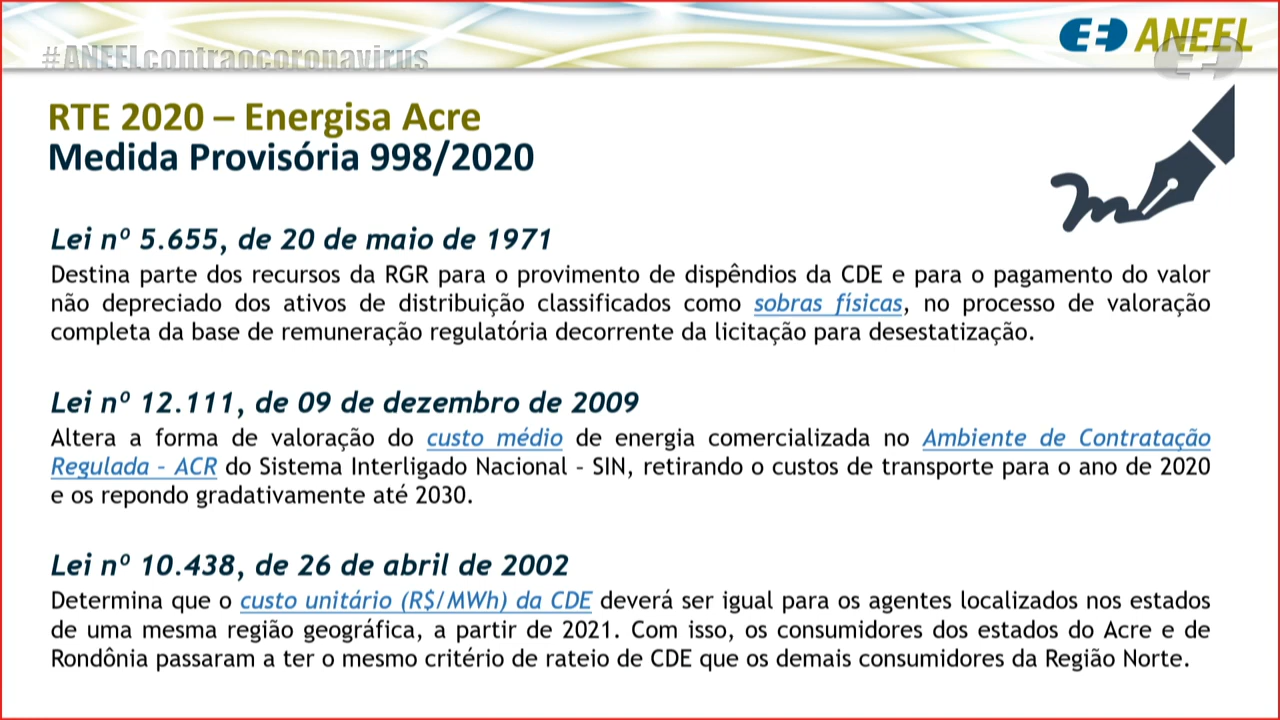 #ANEELcontraocoronavirus
ANEEL
RTE 2020 – Energisa Acre
Medida Provisória 998/2020
Lei nº 5.655, de 20 de maio de 1971
Destina parte dos recursos da RGR para o provimento de dispêndios da CDE e para o pagamento do valor
não depreciado dos ativos de distribuição classificados como sobras físicas, no processo de valoração
completa da base de remuneração regulatória decorrente da licitação para desestatização.
Lei nº 12.111, de 09 de dezembro de 2009
Altera a forma de valoração do custo médio de energia comercializada no Ambiente de Contratação
Regulada - ACR do Sistema Interligado Nacional - SIN, retirando o custos de transporte para o ano de 2020
e os repondo gradativamente até 2030.
Lei nº 10.438, de 26 de abril de 2002
Determina que o custo unitário (R$/MWh) da CDE deverá ser igual para os agentes localizados nos estados
de uma mesma região geográfica, a partir de 2021. Com isso, os consumidores dos estados do Acre e de
Rondônia passaram a ter o mesmo critério de rateio de CDE que os demais consumidores da Região Norte.